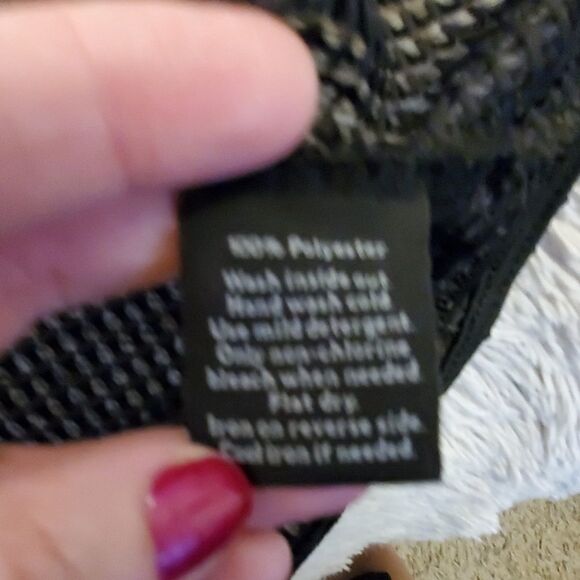 100% Polyester
Wash inside out.
Hand wash cold.
Use mild detergent.
Only non-chlorine
bleach when needed.
Flat dry.
Iron on reverse side.
Cool iron if needed.